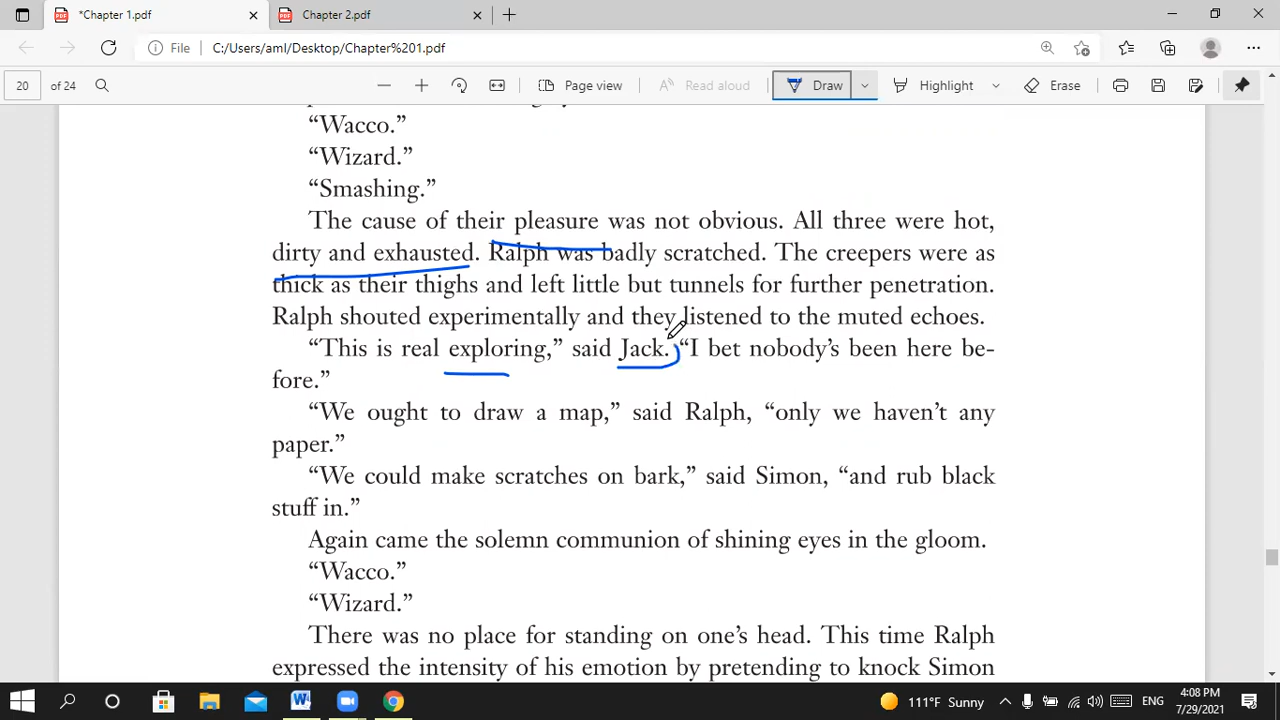 *Chapter 1.pdf
Chapter 2.pdf
File
C:/Users/aml/Desktop/Chapter%201.pdf
20 of 24
Page view
Read aloud
Draw
Highlight
Erase
“Wacco.”
“Wizard.”
“Smashing.”
The cause of their pleasure was not obvious. All three were hot,
dirty and exhausted. Ralph was badly scratched. The creepers were as
thick as their thighs and left little but tunnels for further penetration.
Ralph shouted experimentally and they listened to the muted echoes.
“This is real exploring,” said Jack. “I bet nobody’s been here be-
fore.”
“We ought to draw a map,” said Ralph, “only we haven’t any
paper.”
“We could make scratches on bark,” said Simon, “and rub black
stuff in.”
Again came the solemn communion of shining eyes in the gloom.
“Wacco.”
“Wizard.”
There was no place for standing on one’s head. This time Ralph
expressed the intensity of his emotion by pretending to knock Simon
111°F Sunny
ENG
4:08 PM
7/29/2021